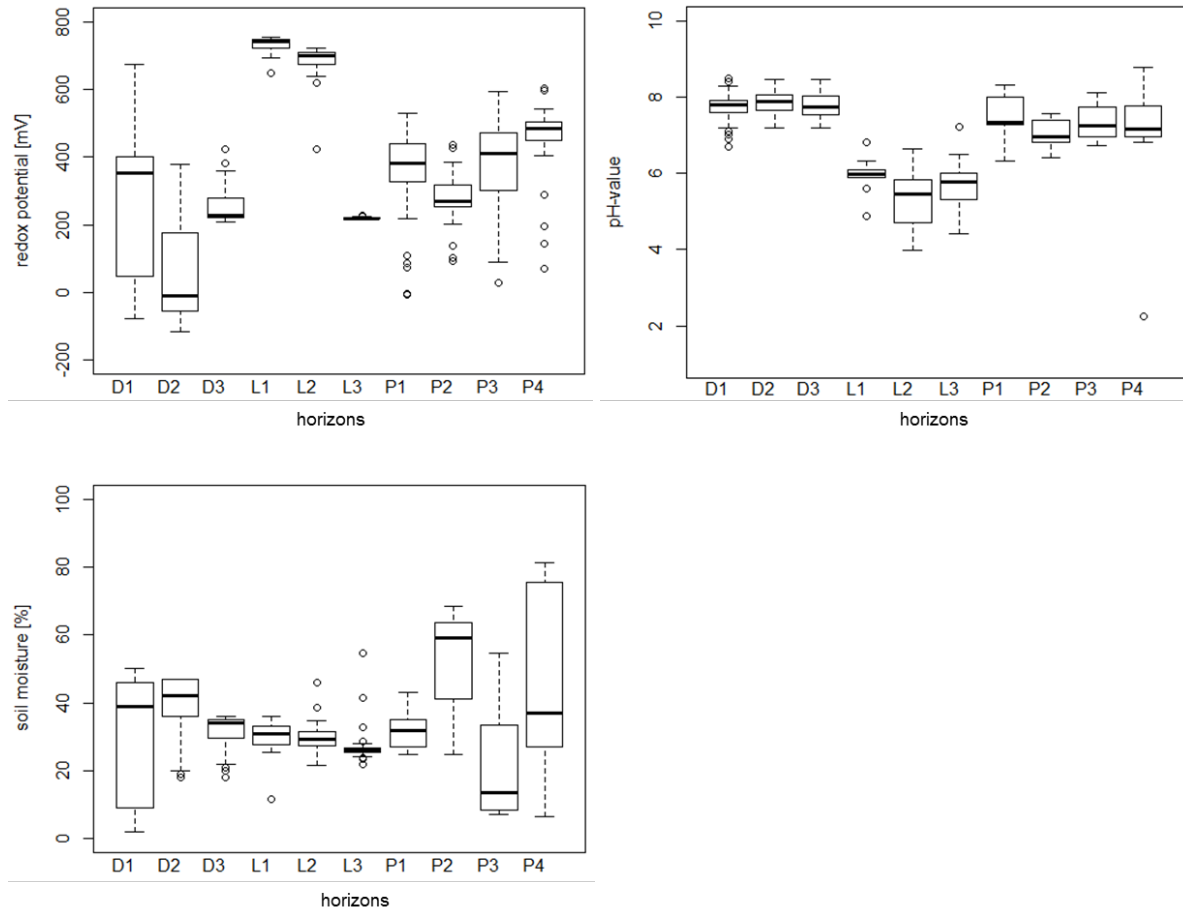 redox potential [mV]
800
600
400
200
0
-200
D1 D2 D3 L1 L2 L3 P1 P2 P3 P4
horizons
pH-value
10
8
6
4
2
D1 D2 D3 L1 L2 L3 P1 P2 P3 P4
horizons
soil moisture [%]
100
80
60
40
20
0
D1 D2 D3 L1 L2 L3 P1 P2 P3 P4
horizons